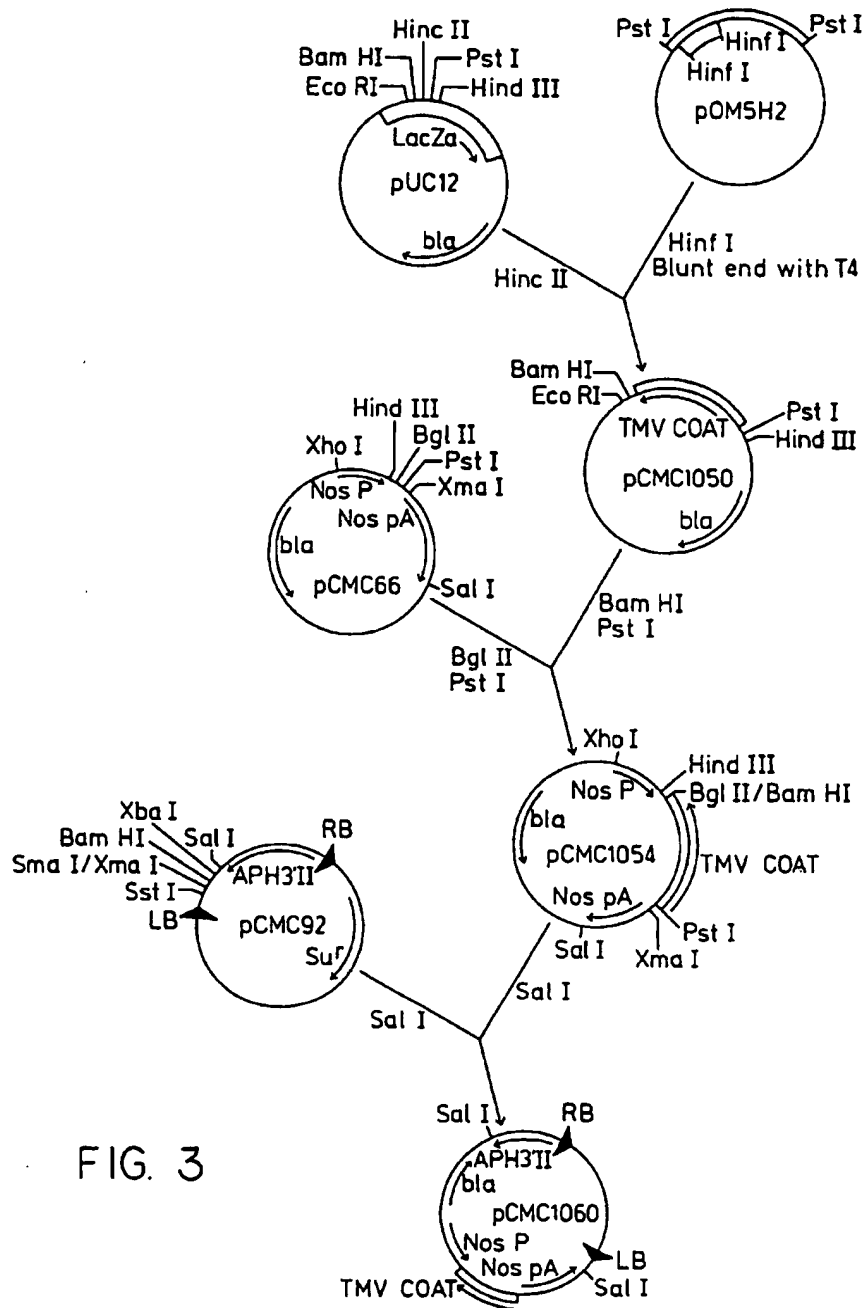 Hinc II
Bam HI
Pst I
Eco RI
Hind III
LacZa
pUC12
bla
Pst I
Pst I
Hinf I
Hinf I
pOM5H2
Hinc II
Hinf I
Blunt end with T4
Bam HI
Eco RI
TMV COAT
Pst I
Hind III
pCMC1050
bla
Hind III
Bgl II
Xho I
Pst I
Xma I
Nos P
Nos pA
bla
pCMC66
Sal I
Bam HI
Pst I
Bgl II
Pst I
Xho I
Hind III
Nos P
Bgl II/Bam HI
bla
pCMC1054
TMV COAT
Nos pA
Pst I
Sal I
Xma I
Xba I
Sal I
RB
Bam HI
Sma I/Xma I
APH3'II
Sst I
LB
pCMC92
Suʳ
Sal I
Sal I
Sal I
RB
APH3'II
bla
pCMC1060
Nos P
LB
Nos pA
TMV COAT
Sal I
FIG. 3